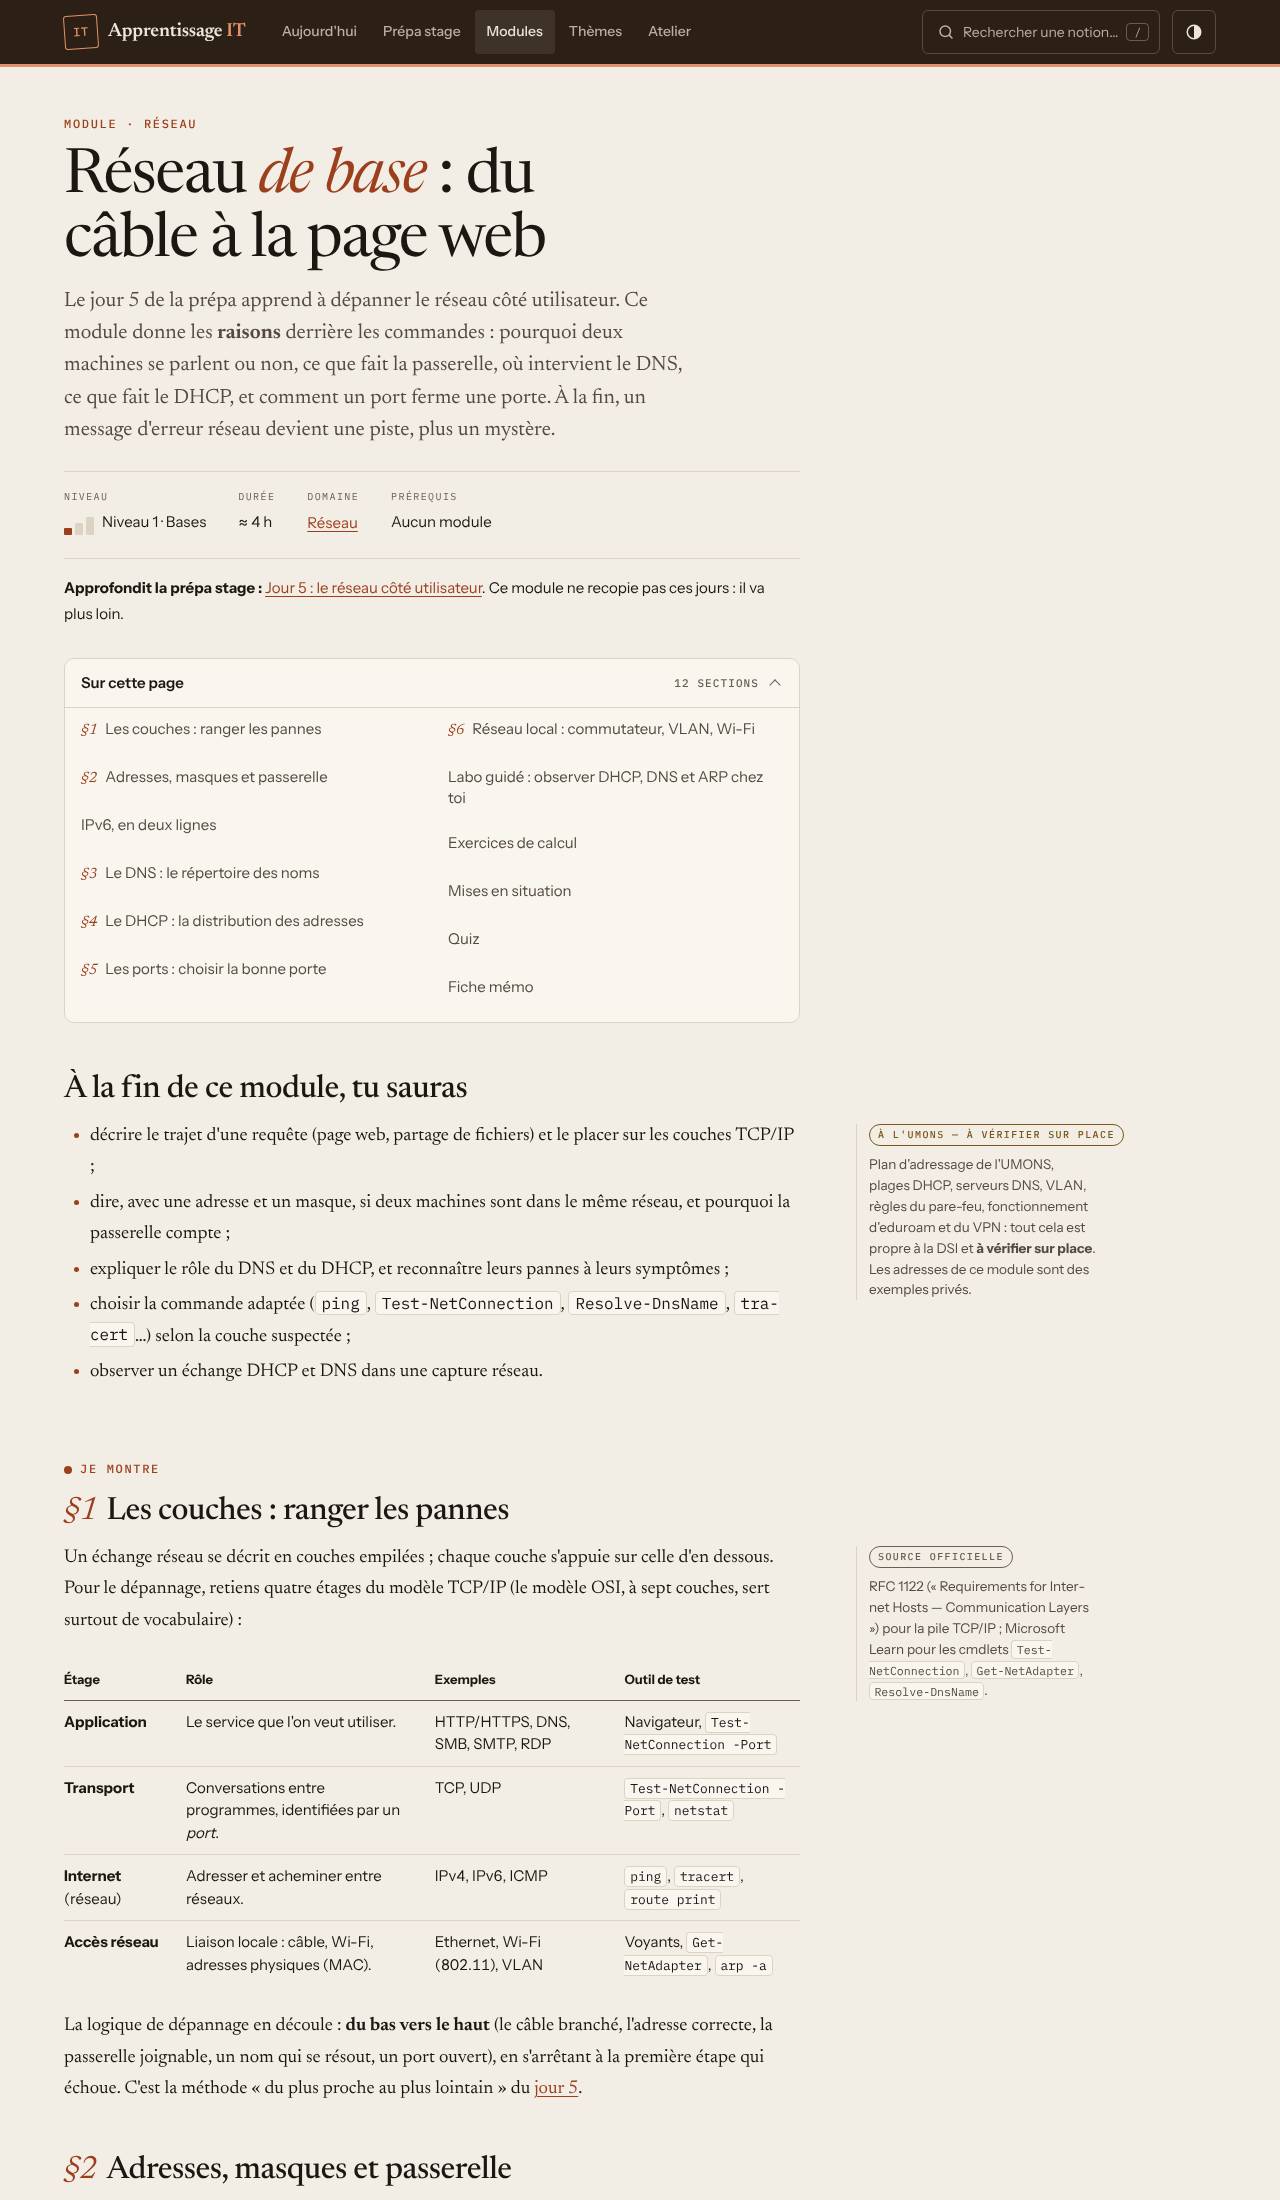 IT Apprentissage IT Aujourd'hui Prépa stage Modules Thèmes Atelier Rechercher une notion… /
MODULE · RÉSEAU
Réseau de base : du
câble à la page web
Le jour 5 de la prépa apprend à dépanner le réseau côté utilisateur. Ce
module donne les raisons derrière les commandes : pourquoi deux
machines se parlent ou non, ce que fait la passerelle, où intervient le DNS,
ce que fait le DHCP, et comment un port ferme une porte. À la fin, un
message d'erreur réseau devient une piste, plus un mystère.
NIVEAU DURÉE DOMAINE PRÉREQUIS
Niveau 1 · Bases ≈ 4 h Réseau Aucun module
Approfondit la prépa stage : Jour 5 : le réseau côté utilisateur. Ce module ne recopie pas ces jours : il va
plus loin.
Sur cette page 12 SECTIONS
§1 Les couches : ranger les pannes
§2 Adresses, masques et passerelle
IPv6, en deux lignes
§3 Le DNS : le répertoire des noms
§4 Le DHCP : la distribution des adresses
§5 Les ports : choisir la bonne porte
§6 Réseau local : commutateur, VLAN, Wi-Fi
Labo guidé : observer DHCP, DNS et ARP chez
toi
Exercices de calcul
Mises en situation
Quiz
Fiche mémo
À la fin de ce module, tu sauras
• décrire le trajet d'une requête (page web, partage de fichiers) et le placer sur les couches TCP/IP
;
• dire, avec une adresse et un masque, si deux machines sont dans le même réseau, et pourquoi la
passerelle compte ;
• expliquer le rôle du DNS et du DHCP, et reconnaître leurs pannes à leurs symptômes ;
• choisir la commande adaptée (ping, Test-NetConnection, Resolve-DnsName, tra-
cert…) selon la couche suspectée ;
• observer un échange DHCP et DNS dans une capture réseau.
À L'UMONS — À VÉRIFIER SUR PLACE
Plan d'adressage de l'UMONS,
plages DHCP, serveurs DNS, VLAN,
règles du pare-feu, fonctionnement
d'eduroam et du VPN : tout cela est
propre à la DSI et à vérifier sur place.
Les adresses de ce module sont des
exemples privés.
JE MONTRE
§1 Les couches : ranger les pannes
Un échange réseau se décrit en couches empilées ; chaque couche s'appuie sur celle d'en dessous.
Pour le dépannage, retiens quatre étages du modèle TCP/IP (le modèle OSI, à sept couches, sert
surtout de vocabulaire) :
SOURCE OFFICIELLE
RFC 1122 (« Requirements for Inter-
net Hosts — Communication Layers
») pour la pile TCP/IP ; Microsoft
Learn pour les cmdlets Test-
NetConnection, Get-NetAdapter,
Resolve-DnsName.
Étage Rôle Exemples Outil de test
Application Le service que l'on veut utiliser. HTTP/HTTPS, DNS, Navigateur, Test-
SMB, SMTP, RDP NetConnection -Port
Transport Conversations entre TCP, UDP Test-NetConnection -
programmes, identifiées par un Port, netstat
port.
Internet Adresser et acheminer entre IPv4, IPv6, ICMP ping, tracert,
(réseau) réseaux. route print
Accès réseau Liaison locale : câble, Wi-Fi, Ethernet, Wi-Fi Voyants, Get-
adresses physiques (MAC). (802.11), VLAN NetAdapter, arp -a
La logique de dépannage en découle : du bas vers le haut (le câble branché, l'adresse correcte, la
passerelle joignable, un nom qui se résout, un port ouvert), en s'arrêtant à la première étape qui
échoue. C'est la méthode « du plus proche au plus lointain » du jour 5.
§2 Adresses, masques et passerelle